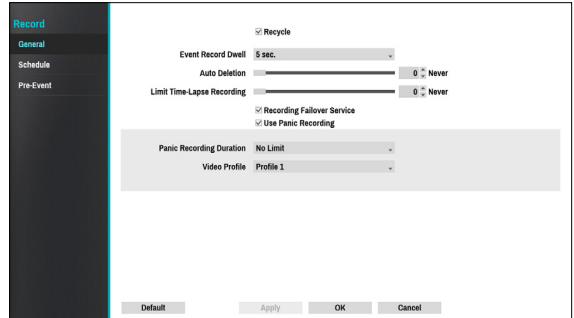 Record
General
Schedule
Pre-Event
Recycle
Event Record Dwell 5 sec.
Auto Deletion 0 Never
Limit Time-Lapse Recording 0 Never
Recording Failover Service
Use Panic Recording
Panic Recording Duration No Limit
Video Profile Profile 1
Default Apply OK Cancel